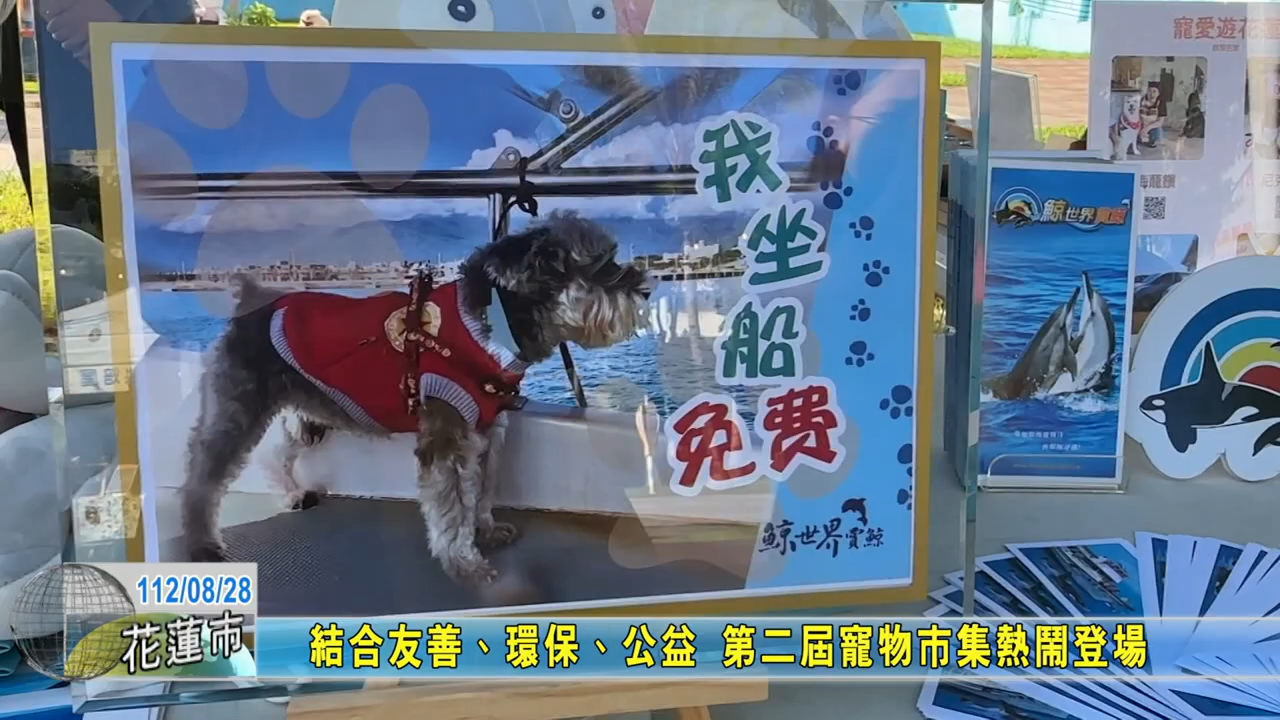 寵愛遊花蓮
我
坐
船
免費
鯨世界賞鯨
鯨世界賞鯨
112/08/28
花蓮市
結合友善、環保、公益 第二屆寵物市集熱鬧登場